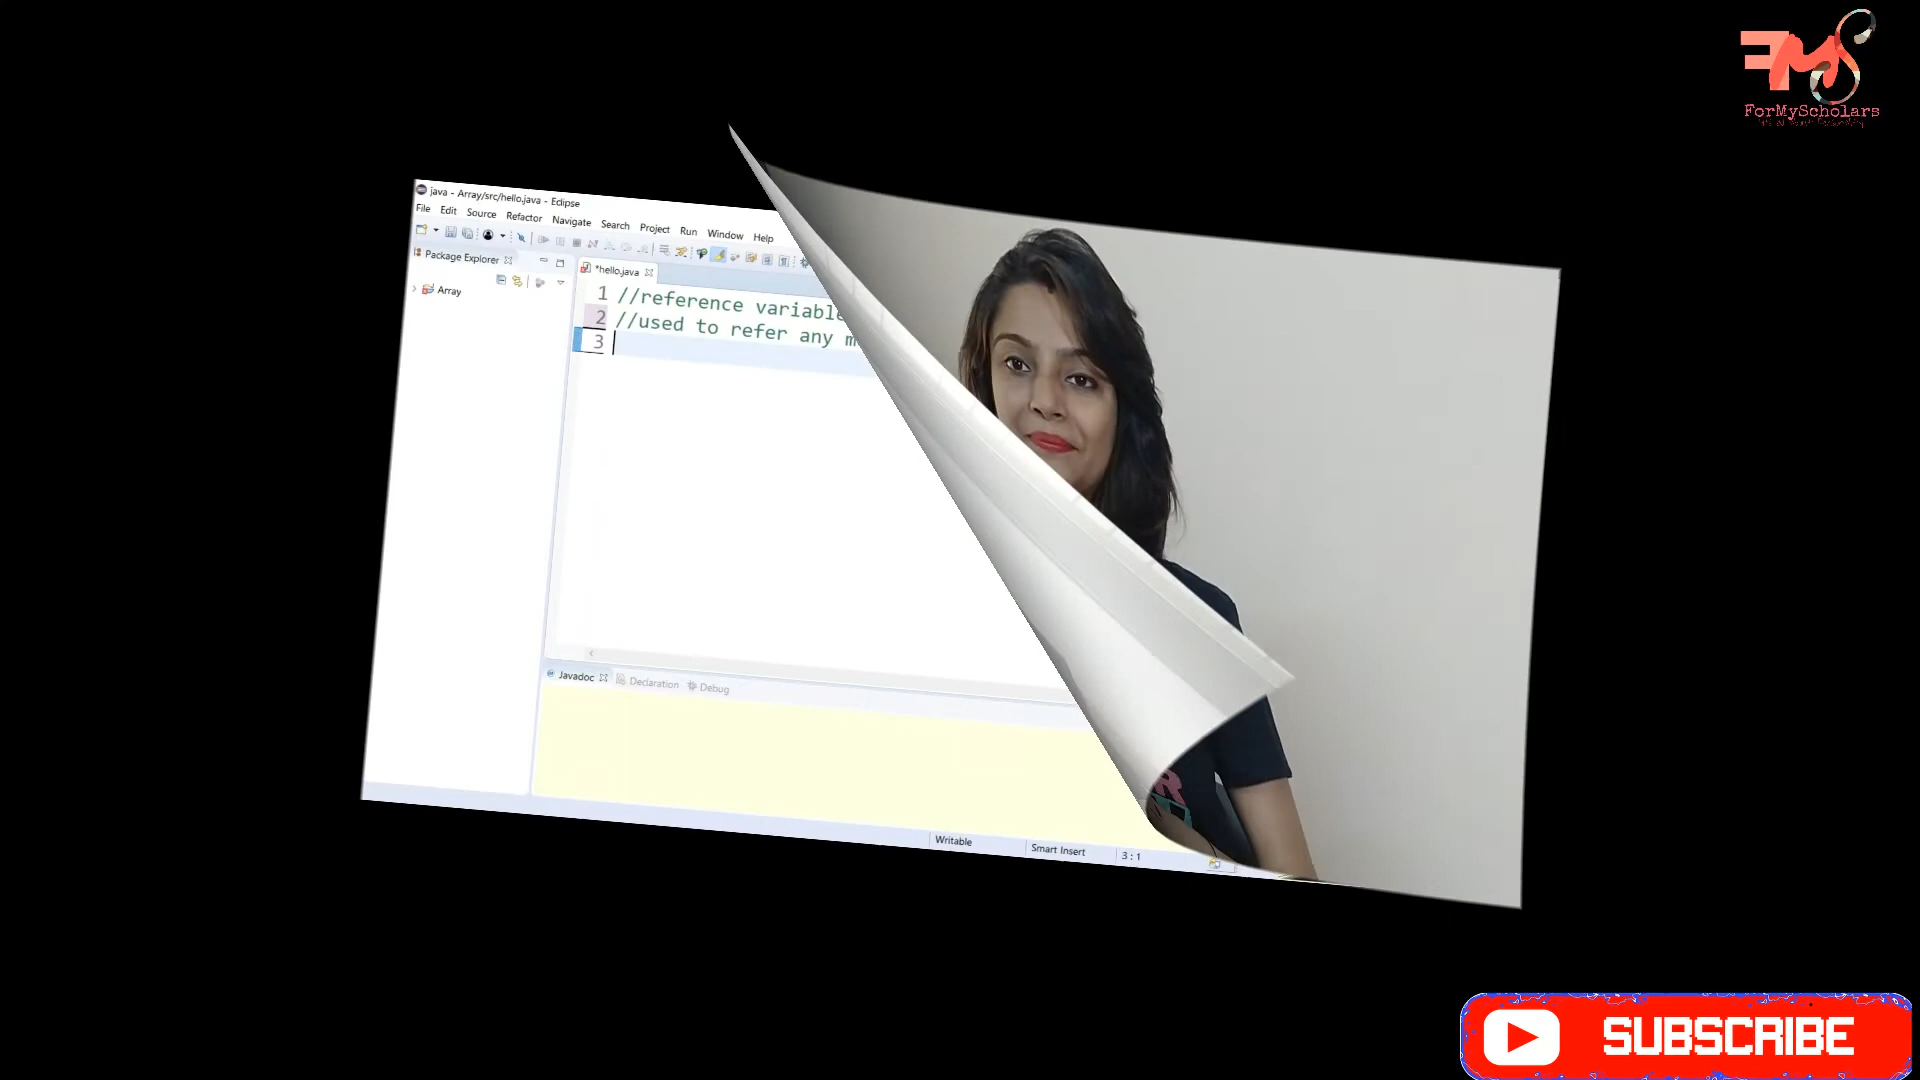 FMS
ForMyScholars
java - Array/src/hello.java - Eclipse
File Edit Source Refactor Navigate Search Project Run Window Help
Package Explorer
*hello.java
Array
1 //reference variable
2 //used to refer any m
3
Javadoc Declaration Debug
Writable Smart Insert 3 : 1
SUBSCRIBE